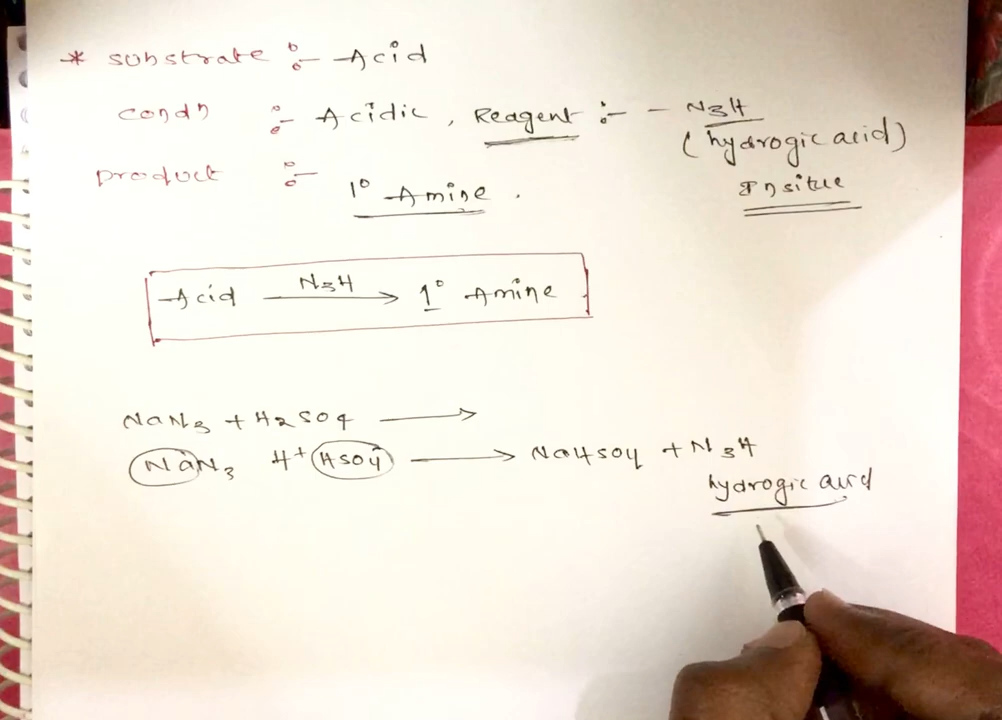 * substrate :- Acid
condn :- Acidic, Reagent :- - N3H
(hydrogic acid)
product :- 1° Amine.
Insitue
Acid N3H → 1° Amine
NaN3 + H2SO4 →
NaN3 H+ HSO4- → NaHSO4 + N3H
hydrogic acid